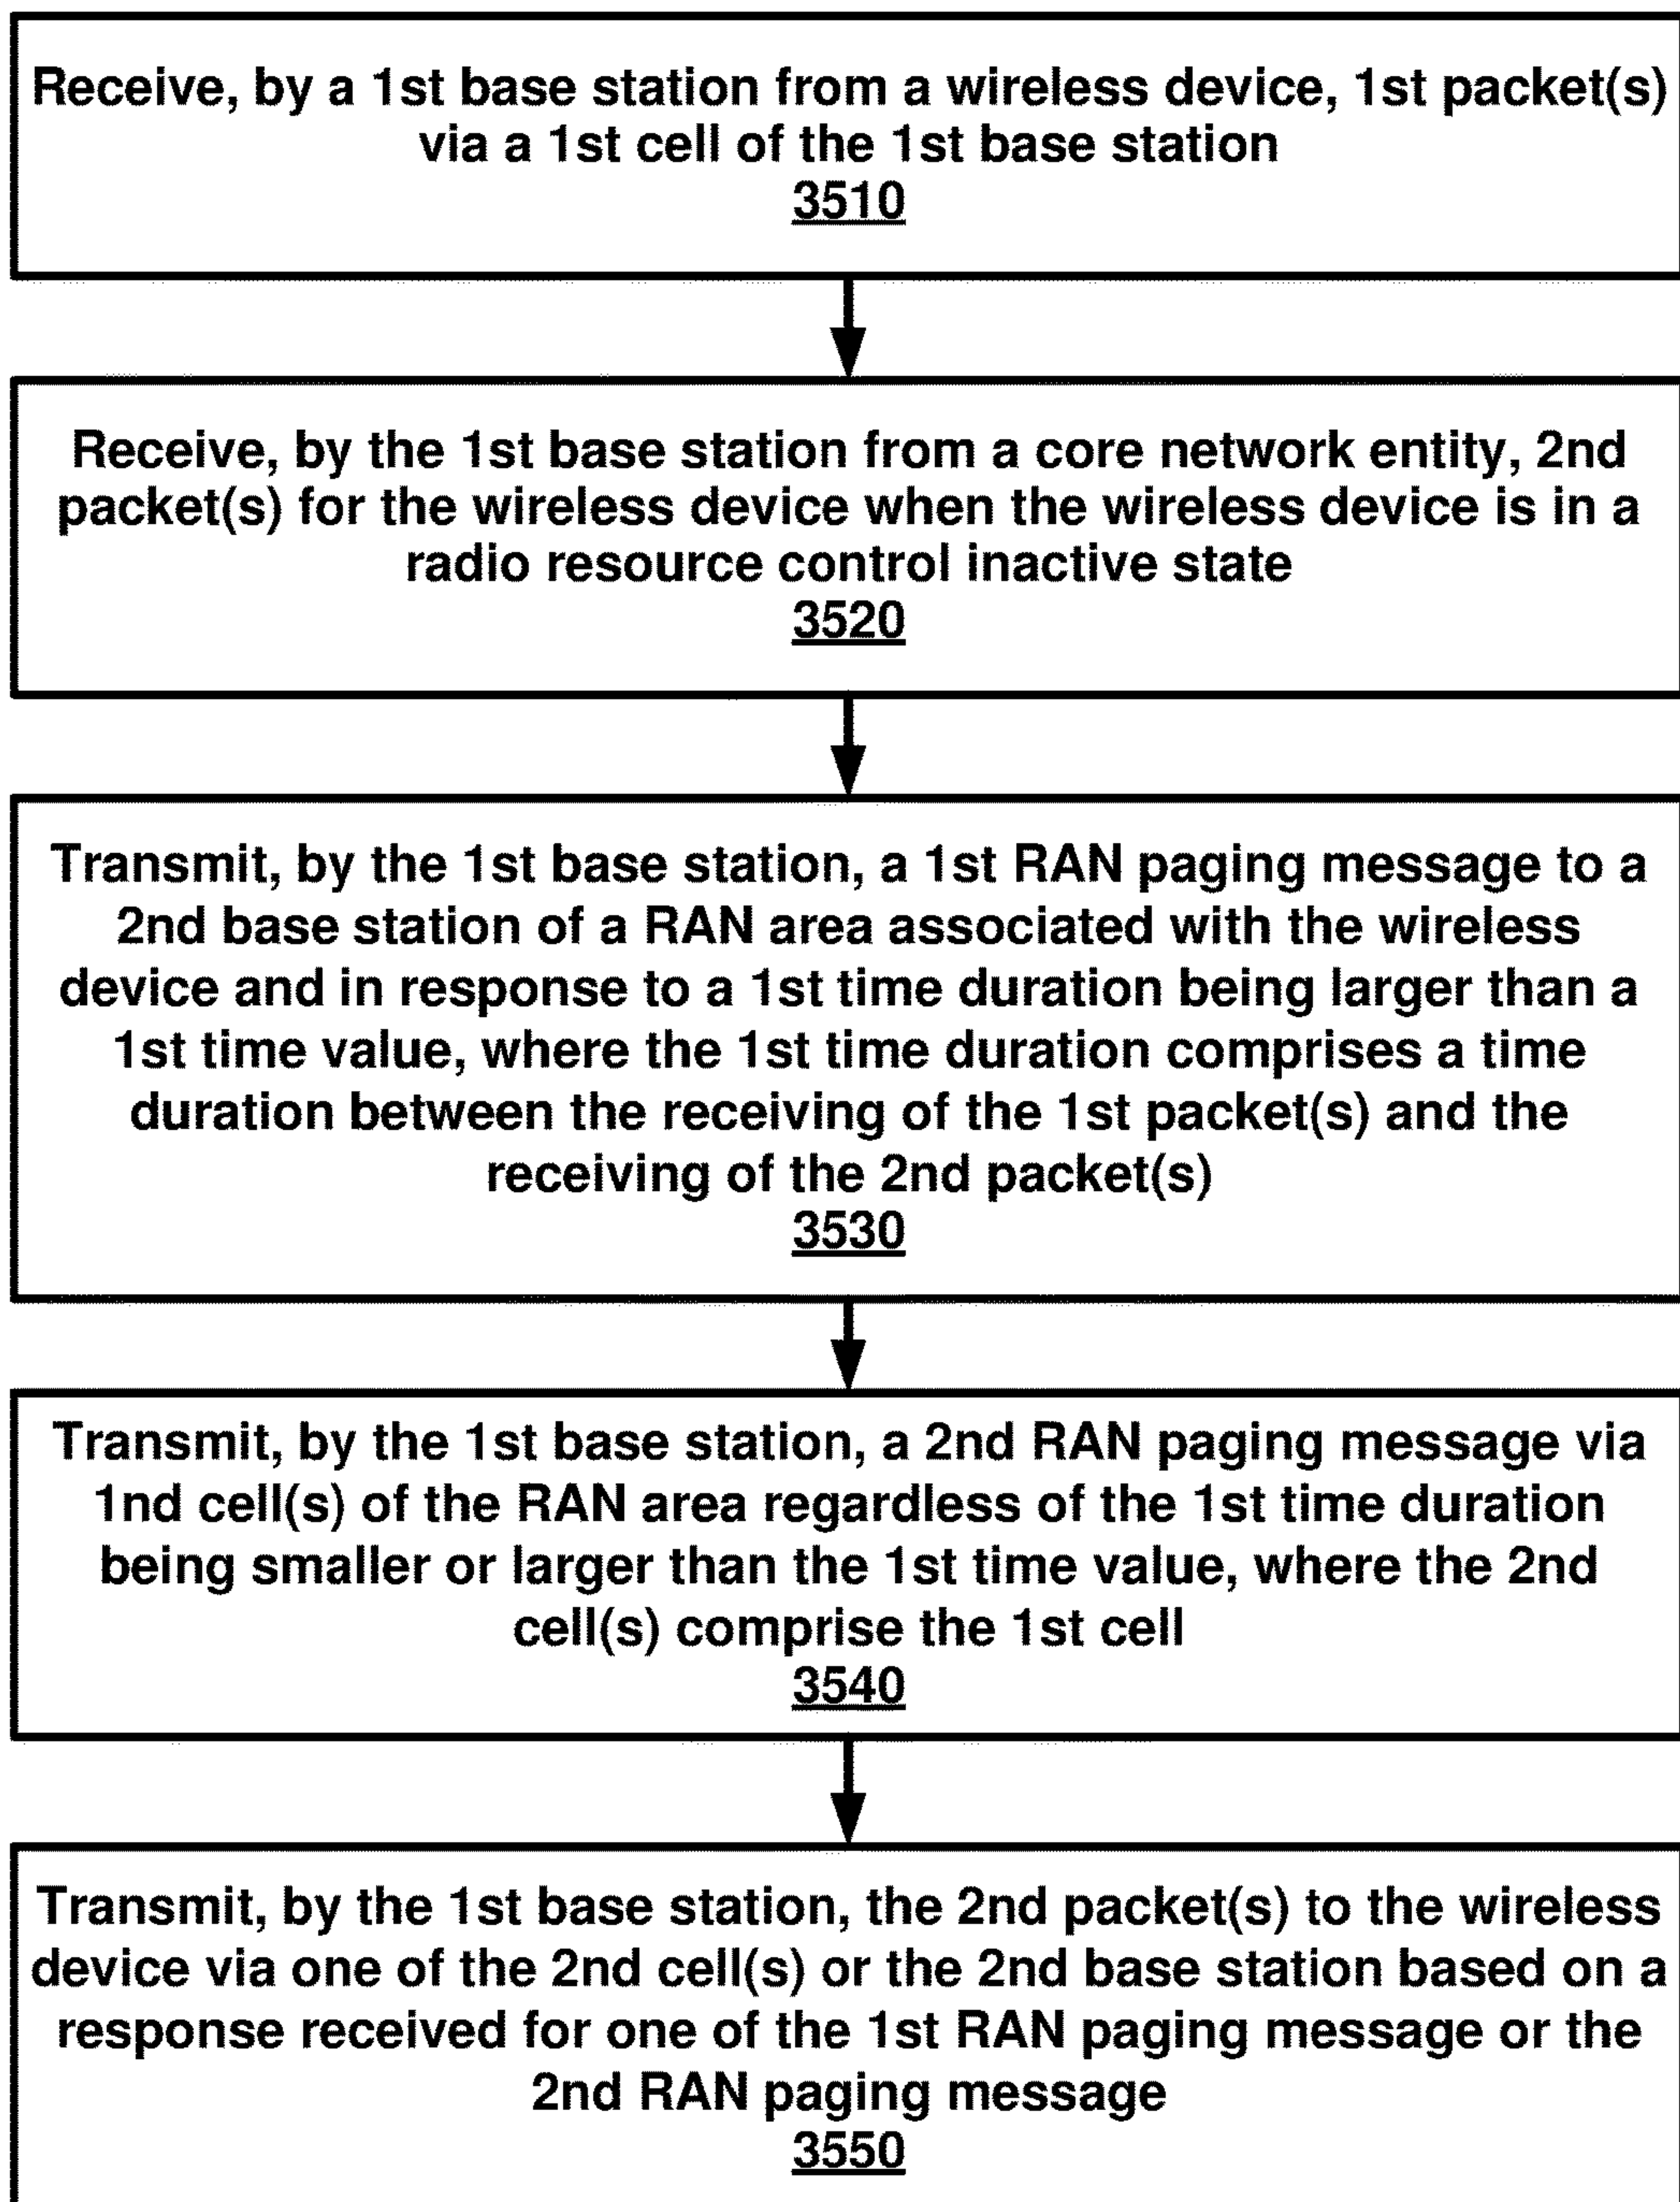 Receive, by a 1st base station from a wireless device, 1st packet(s)
via a 1st cell of the 1st base station
3510
Receive, by the 1st base station from a core network entity, 2nd
packet(s) for the wireless device when the wireless device is in a
radio resource control inactive state
3520
Transmit, by the 1st base station, a 1st RAN paging message to a
2nd base station of a RAN area associated with the wireless
device and in response to a 1st time duration being larger than a
1st time value, where the 1st time duration comprises a time
duration between the receiving of the 1st packet(s) and the
receiving of the 2nd packet(s)
3530
Transmit, by the 1st base station, a 2nd RAN paging message via
1nd cell(s) of the RAN area regardless of the 1st time duration
being smaller or larger than the 1st time value, where the 2nd
cell(s) comprise the 1st cell
3540
Transmit, by the 1st base station, the 2nd packet(s) to the wireless
device via one of the 2nd cell(s) or the 2nd base station based on a
response received for one of the 1st RAN paging message or the
2nd RAN paging message
3550